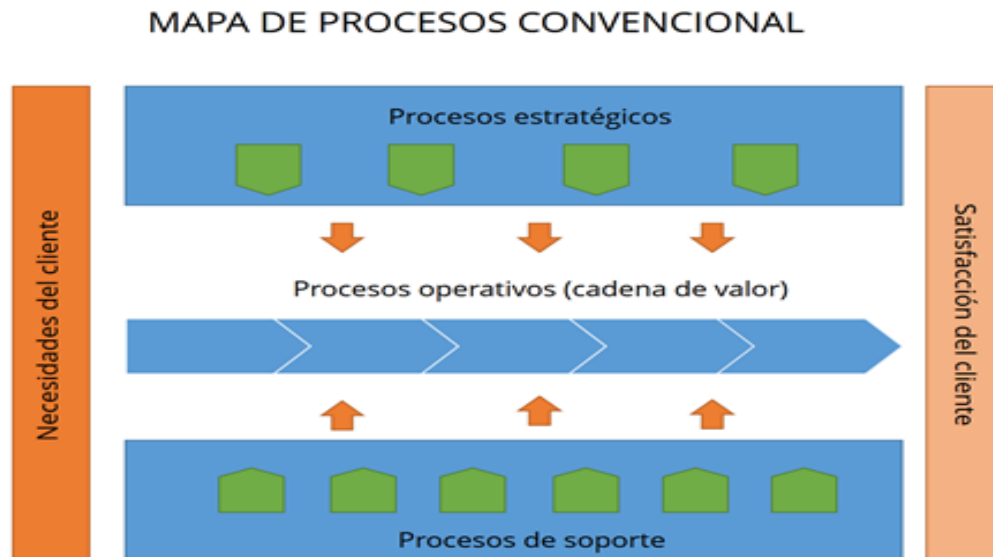 MAPA DE PROCESOS CONVENCIONAL
Necesidades del cliente
Procesos estratégicos
Procesos operativos (cadena de valor)
Procesos de soporte
Satisfacción del cliente